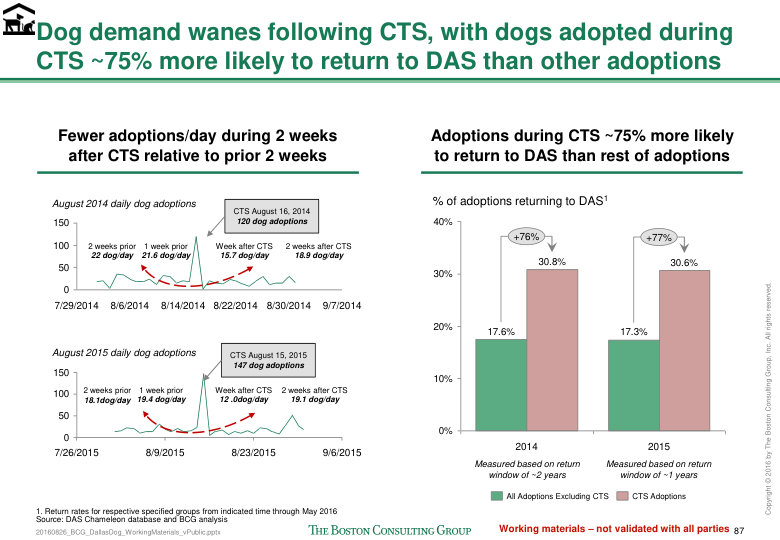 Dog demand wanes following CTS, with dogs adopted during
CTS ~75% more likely to return to DAS than other adoptions
Fewer adoptions/day during 2 weeks
after CTS relative to prior 2 weeks
August 2014 daily dog adoptions
CTS August 16, 2014
120 dog adoptions
150
100
50
0
2 weeks prior
22 dog/day
1 week prior
21.6 dog/day
Week after CTS
15.7 dog/day
2 weeks after CTS
18.9 dog/day
7/29/2014 8/6/2014 8/14/2014 8/22/2014 8/30/2014 9/7/2014
August 2015 daily dog adoptions
CTS August 15, 2015
147 dog adoptions
150
100
50
0
2 weeks prior
18.1dog/day
1 week prior
19.4 dog/day
Week after CTS
12 .0dog/day
2 weeks after CTS
19.1 dog/day
7/26/2015 8/9/2015 8/23/2015 9/6/2015
Adoptions during CTS ~75% more likely
to return to DAS than rest of adoptions
% of adoptions returning to DAS1
40%
30%
20%
10%
0%
+76%
17.6%
30.8%
+77%
17.3%
30.6%
2014
2015
Measured based on return
window of ~2 years
Measured based on return
window of ~1 years
All Adoptions Excluding CTS CTS Adoptions
1. Return rates for respective specified groups from indicated time through May 2016
Source: DAS Chameleon database and BCG analysis
20160826_BCG_DallasDog_WorkingMaterials_vPublic.pptx
THE BOSTON CONSULTING GROUP
Working materials – not validated with all parties 87
Copyright © 2016 by The Boston Consulting Group, Inc. All rights reserved.